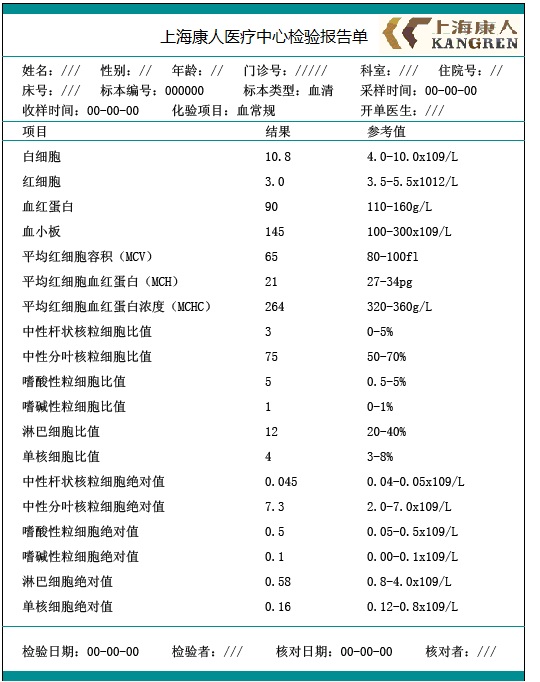 上海康人医疗中心检验报告单 上海康人
KANGREN
姓名：/// 性别：// 年龄：// 门诊号：///// 科室：/// 住院号：//
床号：/// 标本编号：000000 标本类型：血清 采样时间：00-00-00
收样时间：00-00-00 化验项目：血常规 开单医生：///
项目 结果 参考值
白细胞 10.8 4.0-10.0x109/L
红细胞 3.0 3.5-5.5x1012/L
血红蛋白 90 110-160g/L
血小板 145 100-300x109/L
平均红细胞容积（MCV） 65 80-100fl
平均红细胞血红蛋白（MCH） 21 27-34pg
平均红细胞血红蛋白浓度（MCHC） 264 320-360g/L
中性杆状核粒细胞比值 3 0-5%
中性分叶核粒细胞比值 75 50-70%
嗜酸性粒细胞比值 5 0.5-5%
嗜碱性粒细胞比值 1 0-1%
淋巴细胞比值 12 20-40%
单核细胞比值 4 3-8%
中性杆状核粒细胞绝对值 0.045 0.04-0.05x109/L
中性分叶核粒细胞绝对值 7.3 2.0-7.0x109/L
嗜酸性粒细胞绝对值 0.5 0.05-0.5x109/L
嗜碱性粒细胞绝对值 0.1 0.00-0.1x109/L
淋巴细胞绝对值 0.58 0.8-4.0x109/L
单核细胞绝对值 0.16 0.12-0.8x109/L
检验日期：00-00-00 检验者：/// 核对日期：00-00-00 核对者：///